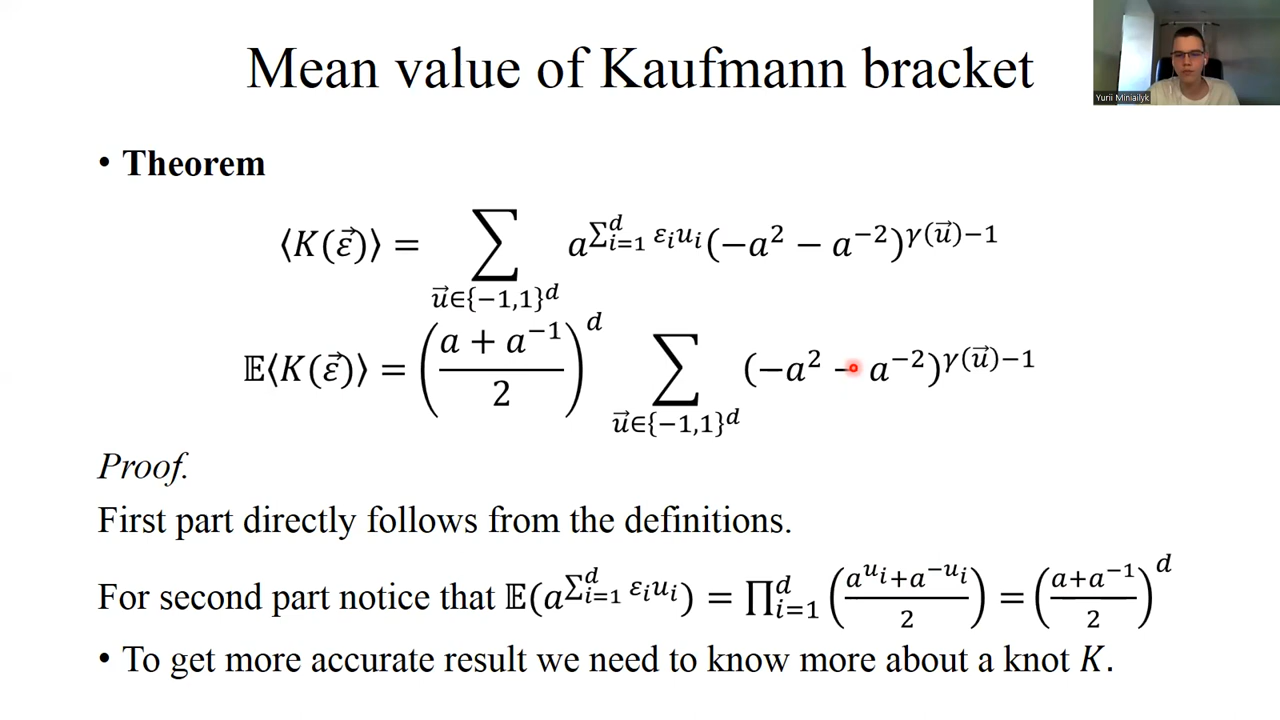 Mean value of Kaufmann bracket
Yurii Miniailyk
• Theorem
⟨K(ε⃗)⟩ = ∑_{u⃗∈{−1,1}^d} a^{∑_{i=1}^d ε_i u_i} (−a² − a⁻²)^{γ(u⃗)−1}
𝔼⟨K(ε⃗)⟩ = ((a + a⁻¹)/2)^d ∑_{u⃗∈{−1,1}^d} (−a² − a⁻²)^{γ(u⃗)−1}
Proof.
First part directly follows from the definitions.
For second part notice that 𝔼(a^{∑_{i=1}^d ε_i u_i}) = ∏_{i=1}^d ((a^{u_i}+a^{−u_i})/2) = ((a+a⁻¹)/2)^d
• To get more accurate result we need to know more about a knot K.